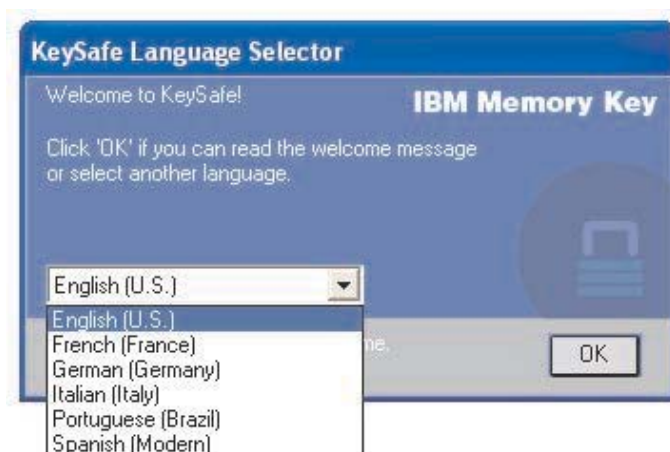 KeySafe Language Selector
Welcome to KeySafe!
IBM Memory Key
Click 'OK' if you can read the welcome message
or select another language.
English (U.S.)
English (U.S.)
French (France)
German (Germany)
Italian (Italy)
Portuguese (Brazil)
Spanish (Modern)
OK